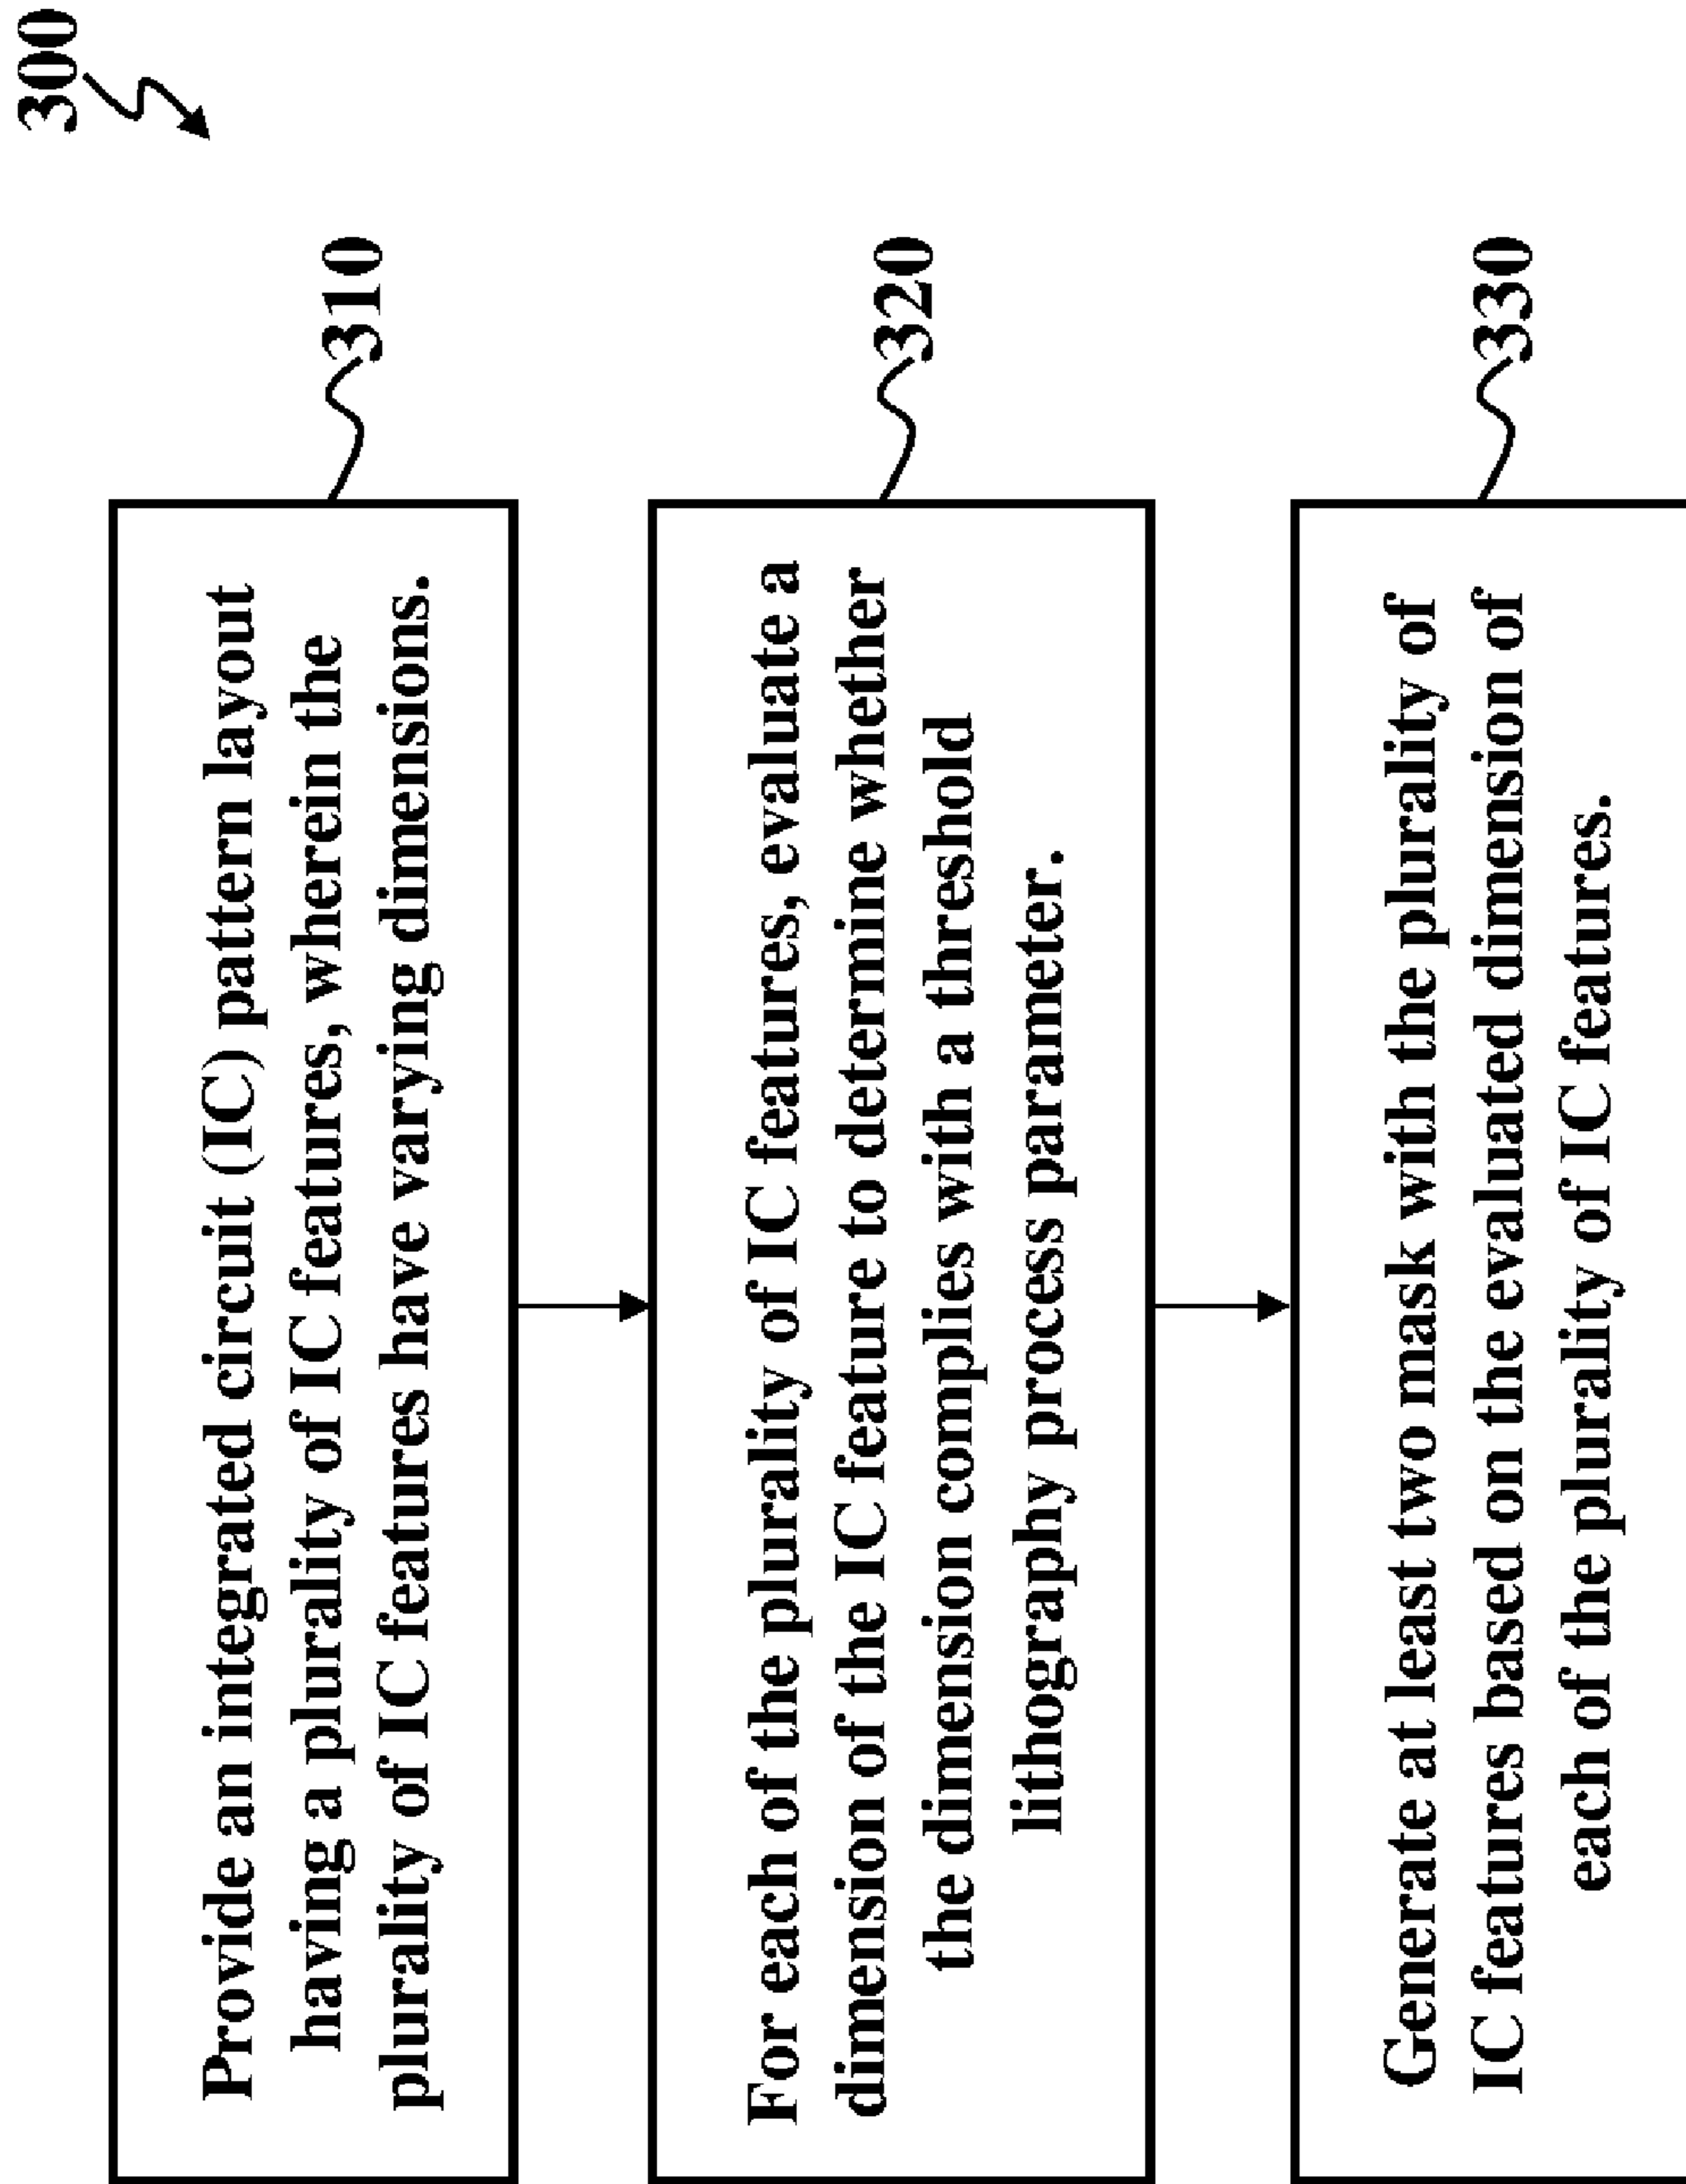 300
Provide an integrated circuit (IC) pattern layout
having a plurality of IC features, wherein the
plurality of IC features have varying dimensions.
310
For each of the plurality of IC features, evaluate a
dimension of the IC feature to determine whether
the dimension complies with a threshold
lithography process parameter.
320
Generate at least two mask with the plurality of
IC features based on the evaluated dimension of
each of the plurality of IC features.
330